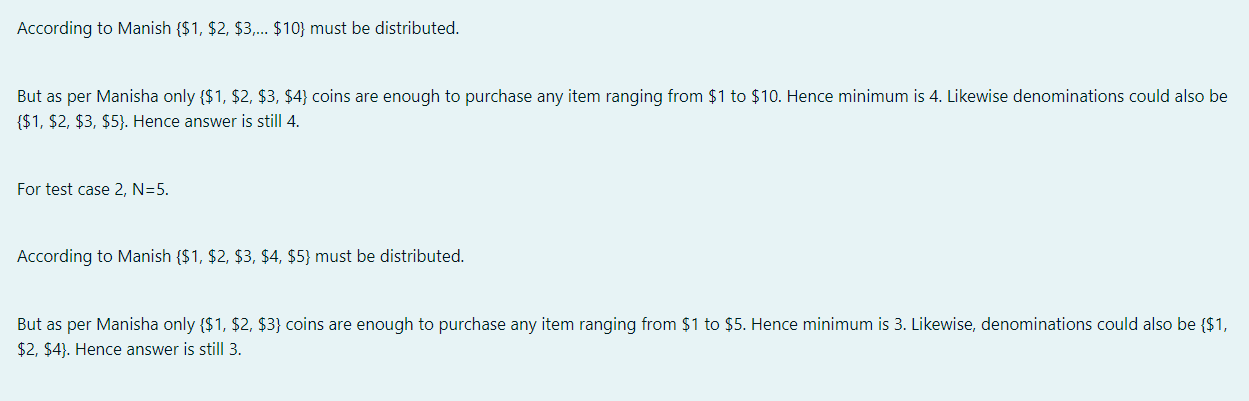 According to Manish {$1, $2, $3,... $10} must be distributed.
But as per Manisha only {$1, $2, $3, $4} coins are enough to purchase any item ranging from $1 to $10. Hence minimum is 4. Likewise denominations could also be
{$1, $2, $3, $5}. Hence answer is still 4.
For test case 2, N=5.
According to Manish {$1, $2, $3, $4, $5} must be distributed.
But as per Manisha only {$1, $2, $3} coins are enough to purchase any item ranging from $1 to $5. Hence minimum is 3. Likewise, denominations could also be {$1,
$2, $4}. Hence answer is still 3.